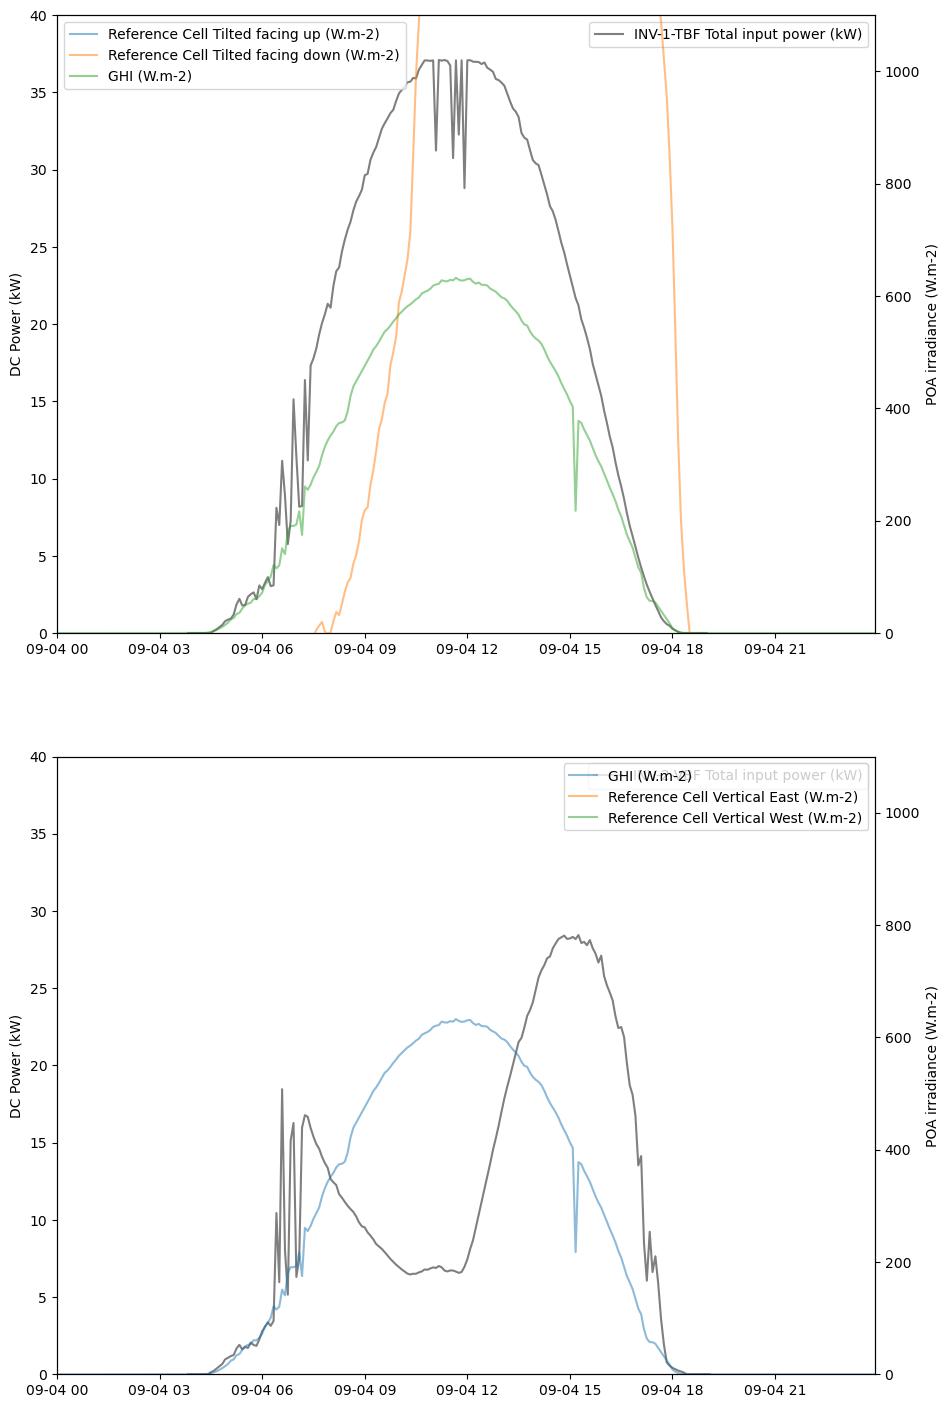 40
35
30
25
20
15
10
5
0
DC Power (kW)
Reference Cell Tilted facing up (W.m-2)
Reference Cell Tilted facing down (W.m-2)
GHI (W.m-2)
INV-1-TBF Total input power (kW)
1000
800
600
400
200
0
POA irradiance (W.m-2)
09-04 00 09-04 03 09-04 06 09-04 09 09-04 12 09-04 15 09-04 18 09-04 21
40
35
30
25
20
15
10
5
0
DC Power (kW)
GHI (W.m-2)
Total input power (kW)
Reference Cell Vertical East (W.m-2)
Reference Cell Vertical West (W.m-2)
1000
800
600
400
200
0
POA irradiance (W.m-2)
09-04 00 09-04 03 09-04 06 09-04 09 09-04 12 09-04 15 09-04 18 09-04 21